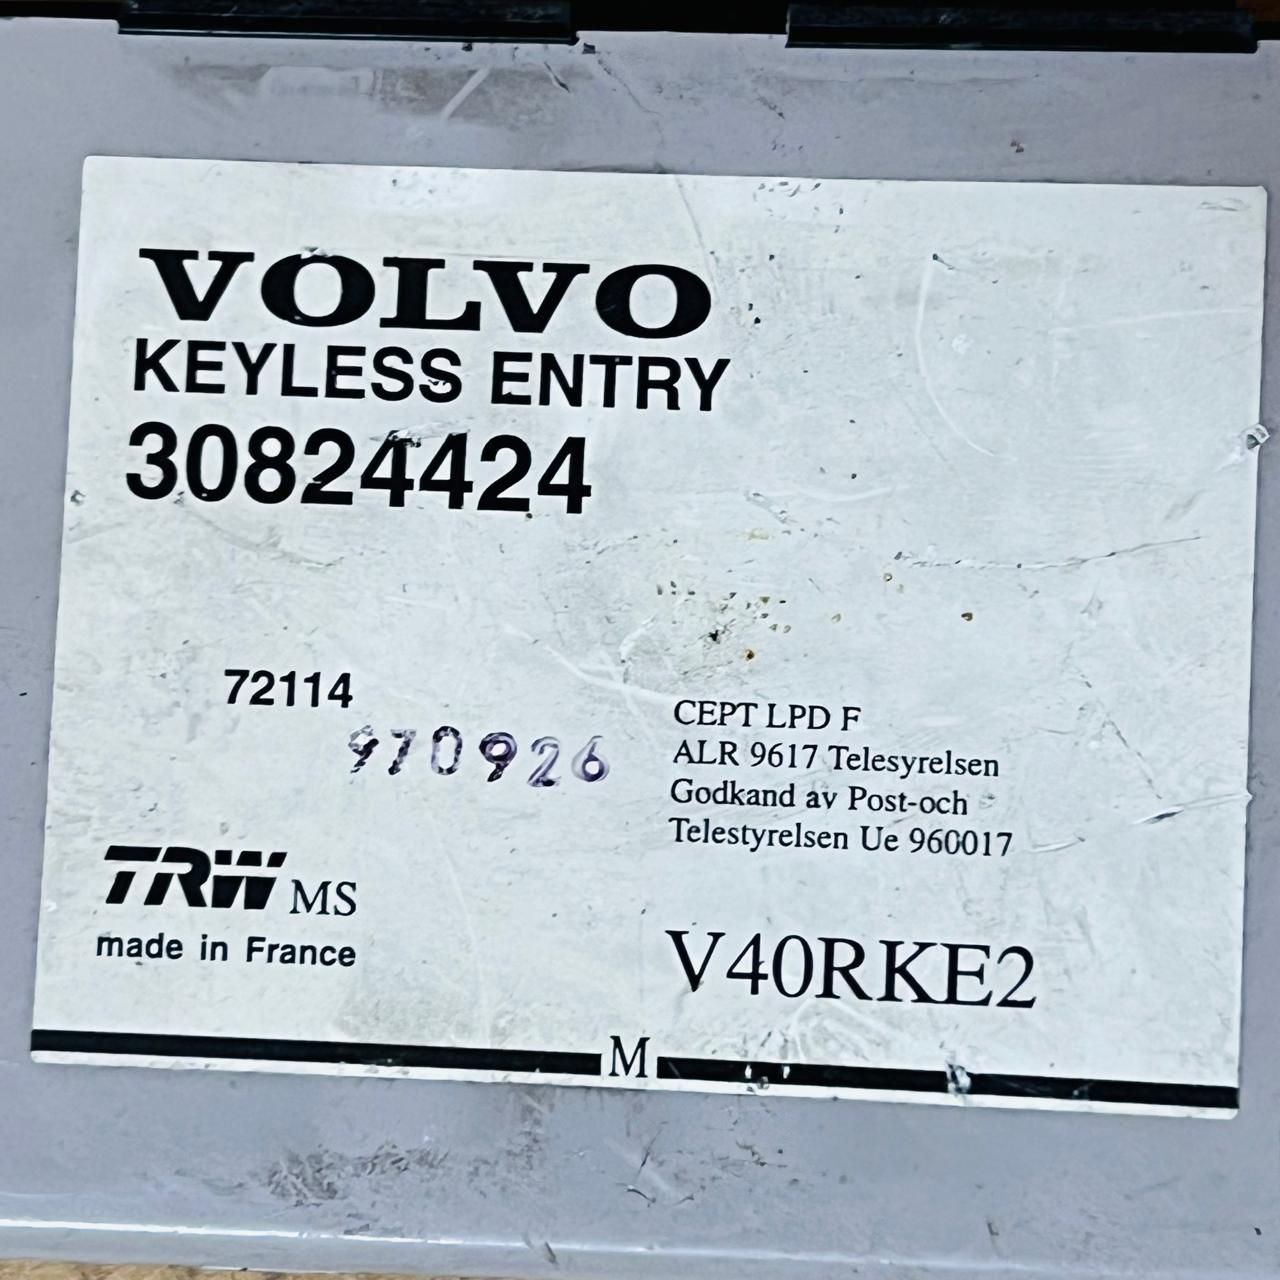 VOLVO
KEYLESS ENTRY
30824424
72114
970926
CEPT LPD F
ALR 9617 Telesyrelsen
Godkand av Post-och
Telestyrelsen Ue 960017
TRW MS
made in France
V40RKE2
M